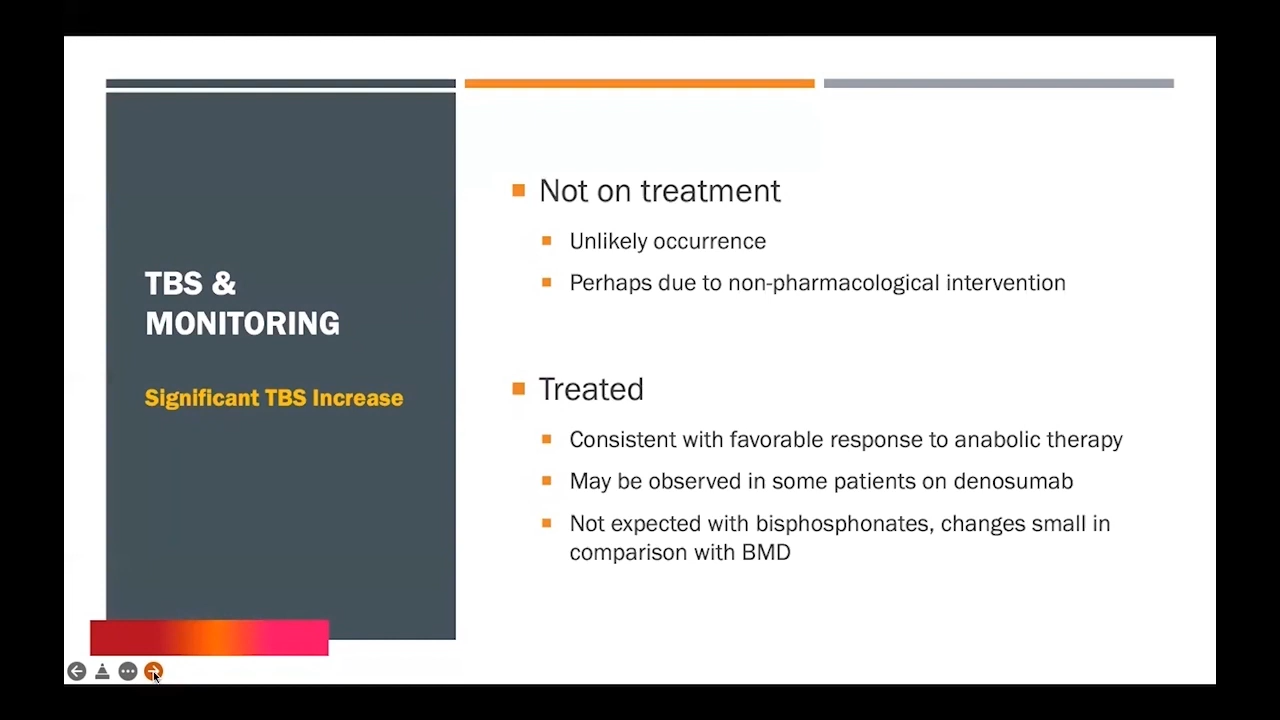 TBS &
MONITORING
Significant TBS Increase
Not on treatment
Unlikely occurrence
Perhaps due to non-pharmacological intervention
Treated
Consistent with favorable response to anabolic therapy
May be observed in some patients on denosumab
Not expected with bisphosphonates, changes small in
comparison with BMD